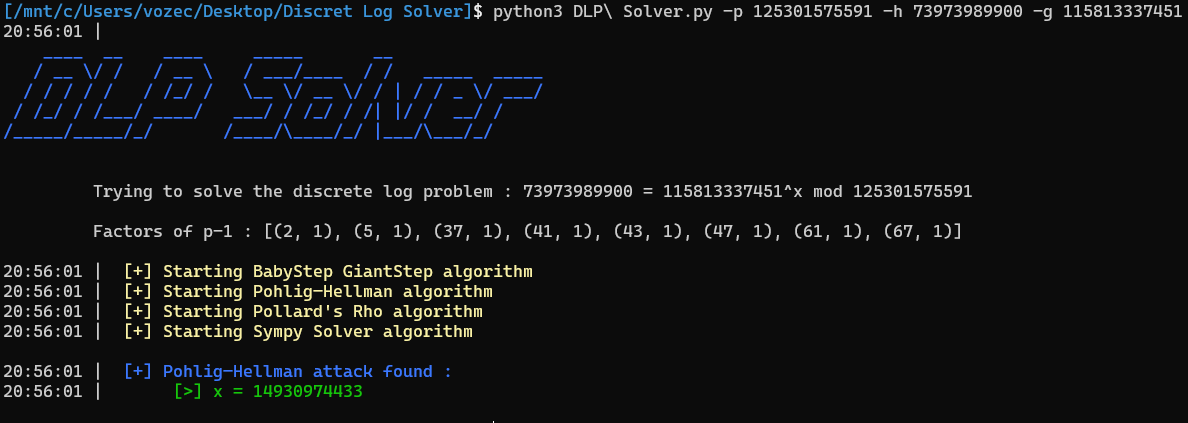 [/mnt/c/Users/vozec/Desktop/Discret Log Solver]$ python3 DLP\ Solver.py -p 125301575591 -h 73973989900 -g 115813337451
20:56:01 |
DLP Solver
Trying to solve the discrete log problem : 73973989900 = 115813337451^x mod 125301575591
Factors of p-1 : [(2, 1), (5, 1), (37, 1), (41, 1), (43, 1), (47, 1), (61, 1), (67, 1)]
20:56:01 | [+] Starting BabyStep GiantStep algorithm
20:56:01 | [+] Starting Pohlig-Hellman algorithm
20:56:01 | [+] Starting Pollard's Rho algorithm
20:56:01 | [+] Starting Sympy Solver algorithm
20:56:01 | [+] Pohlig-Hellman attack found :
20:56:01 | [>] x = 14930974433